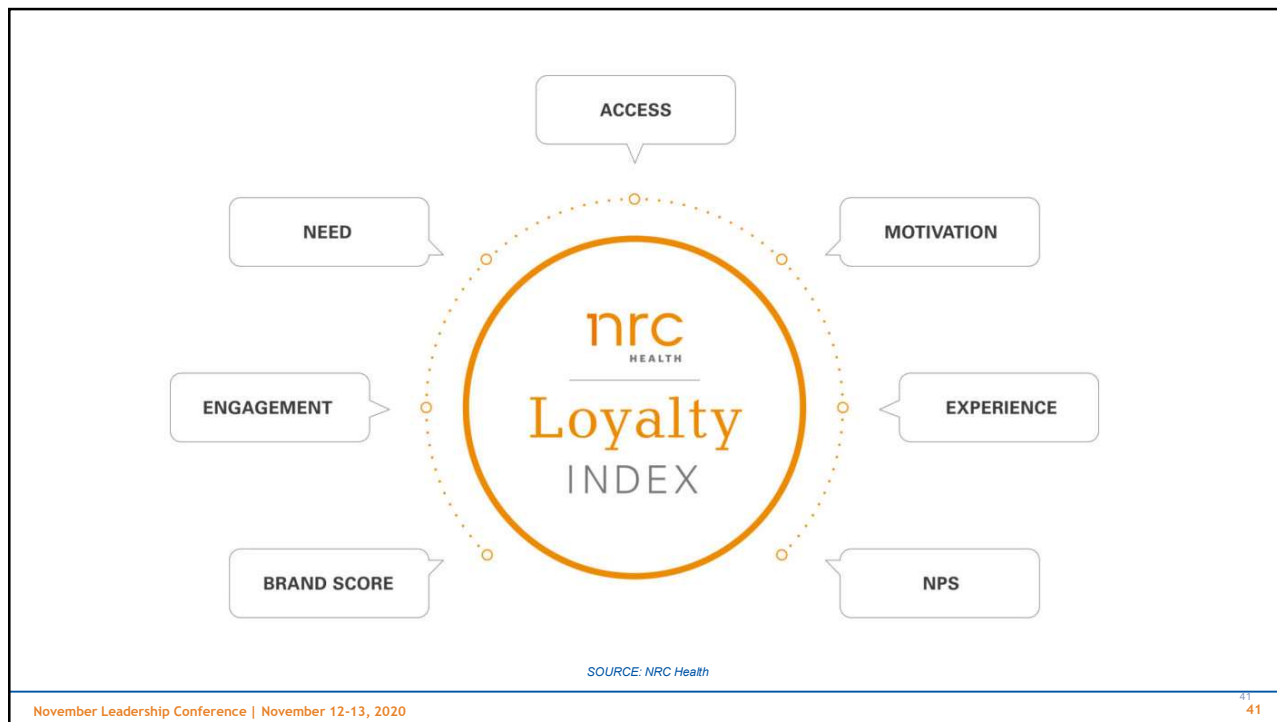 ACCESS
NEED
MOTIVATION
nrc
HEALTH
ENGAGEMENT
EXPERIENCE
Loyalty
INDEX
BRAND SCORE
NPS
SOURCE: NRC Health
November Leadership Conference | November 12-13, 2020
41
41